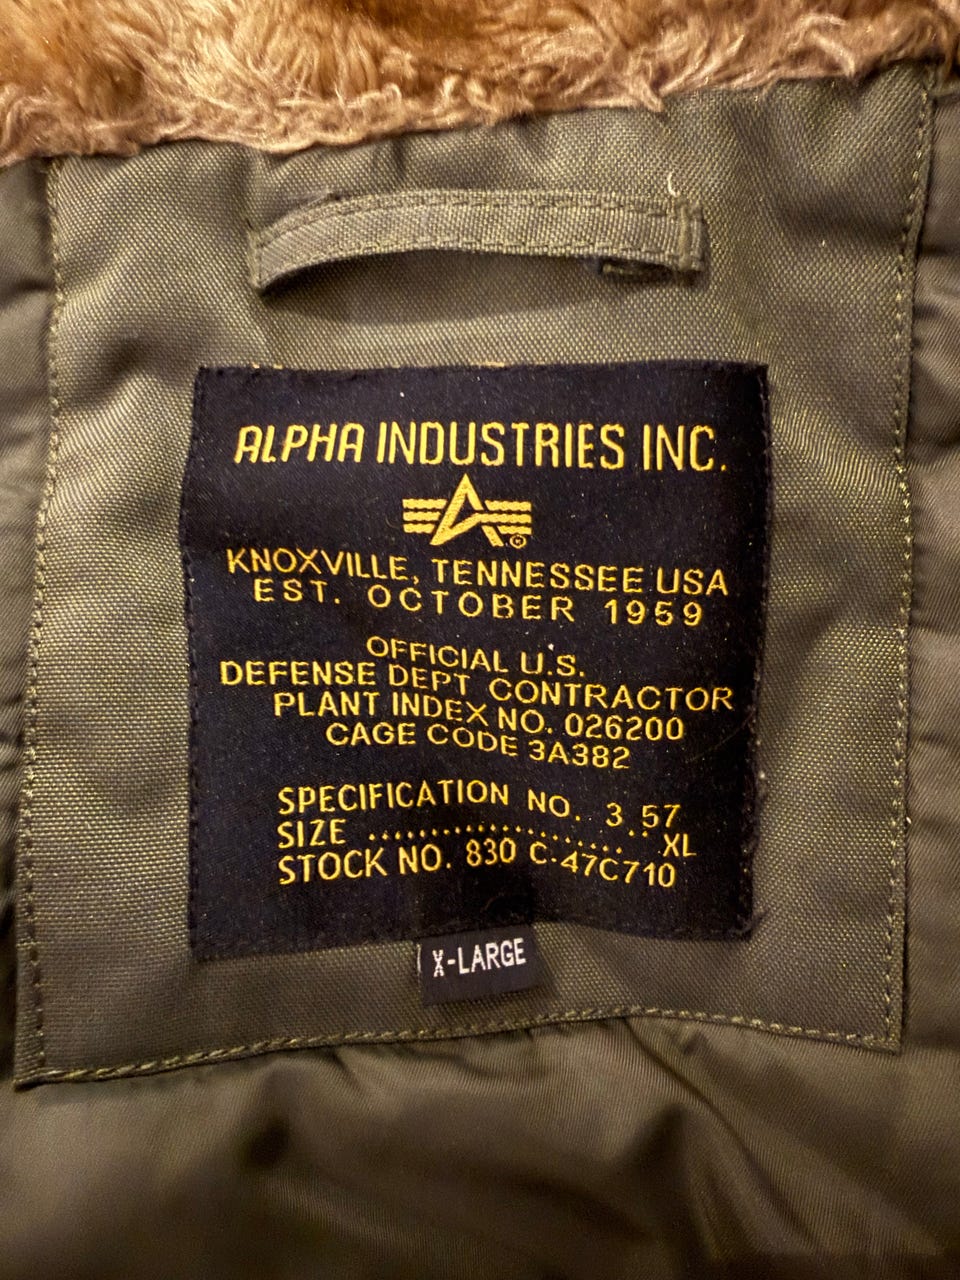 ALPHA INDUSTRIES INC.
®
KNOXVILLE, TENNESSEE USA
EST. OCTOBER 1959
OFFICIAL U.S.
DEFENSE DEPT CONTRACTOR
PLANT INDEX NO. 026200
CAGE CODE 3A382
SPECIFICATION NO. 3.57
SIZE ........................ XL
STOCK NO. 830 C.47C710
X-LARGE